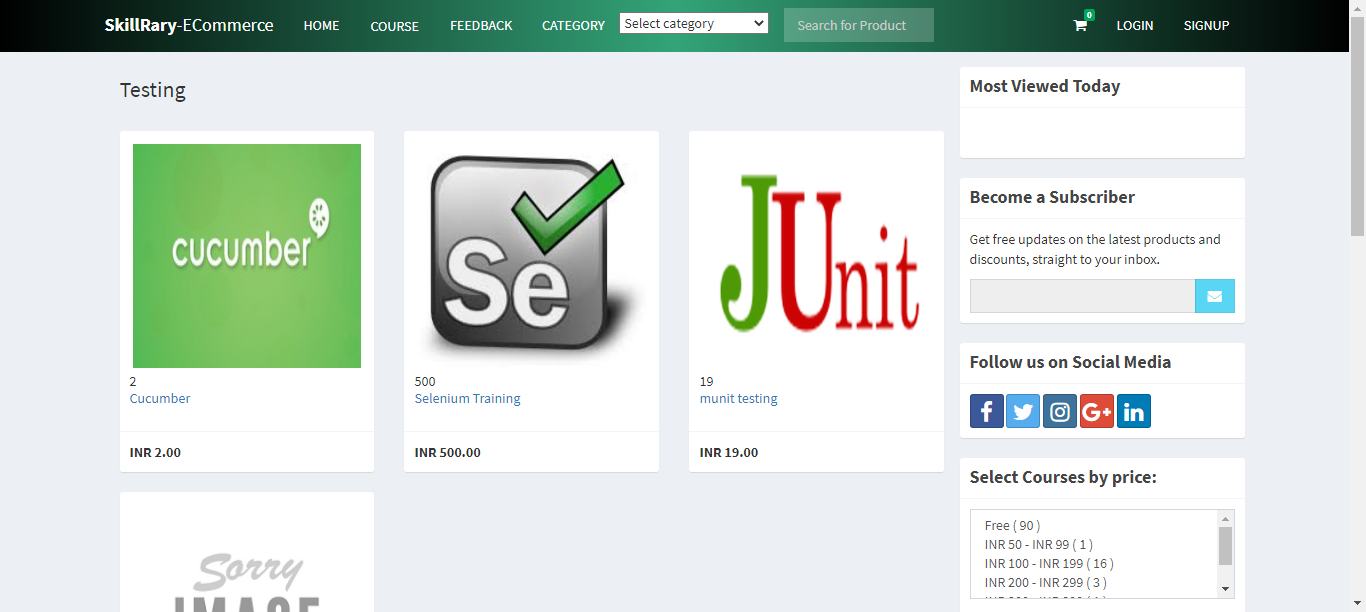 SkillRary-ECommerce HOME COURSE FEEDBACK CATEGORY Select category Search for Product 0 LOGIN SIGNUP
Testing
cucumber
2
Cucumber
INR 2.00
Se
500
Selenium Training
INR 500.00
JUnit
19
munit testing
INR 19.00
Sorry
IMAGE
Most Viewed Today
Become a Subscriber
Get free updates on the latest products and
discounts, straight to your inbox.
Follow us on Social Media
f G+ in
Select Courses by price:
Free ( 90 )
INR 50 - INR 99 ( 1 )
INR 100 - INR 199 ( 16 )
INR 200 - INR 299 ( 3 )